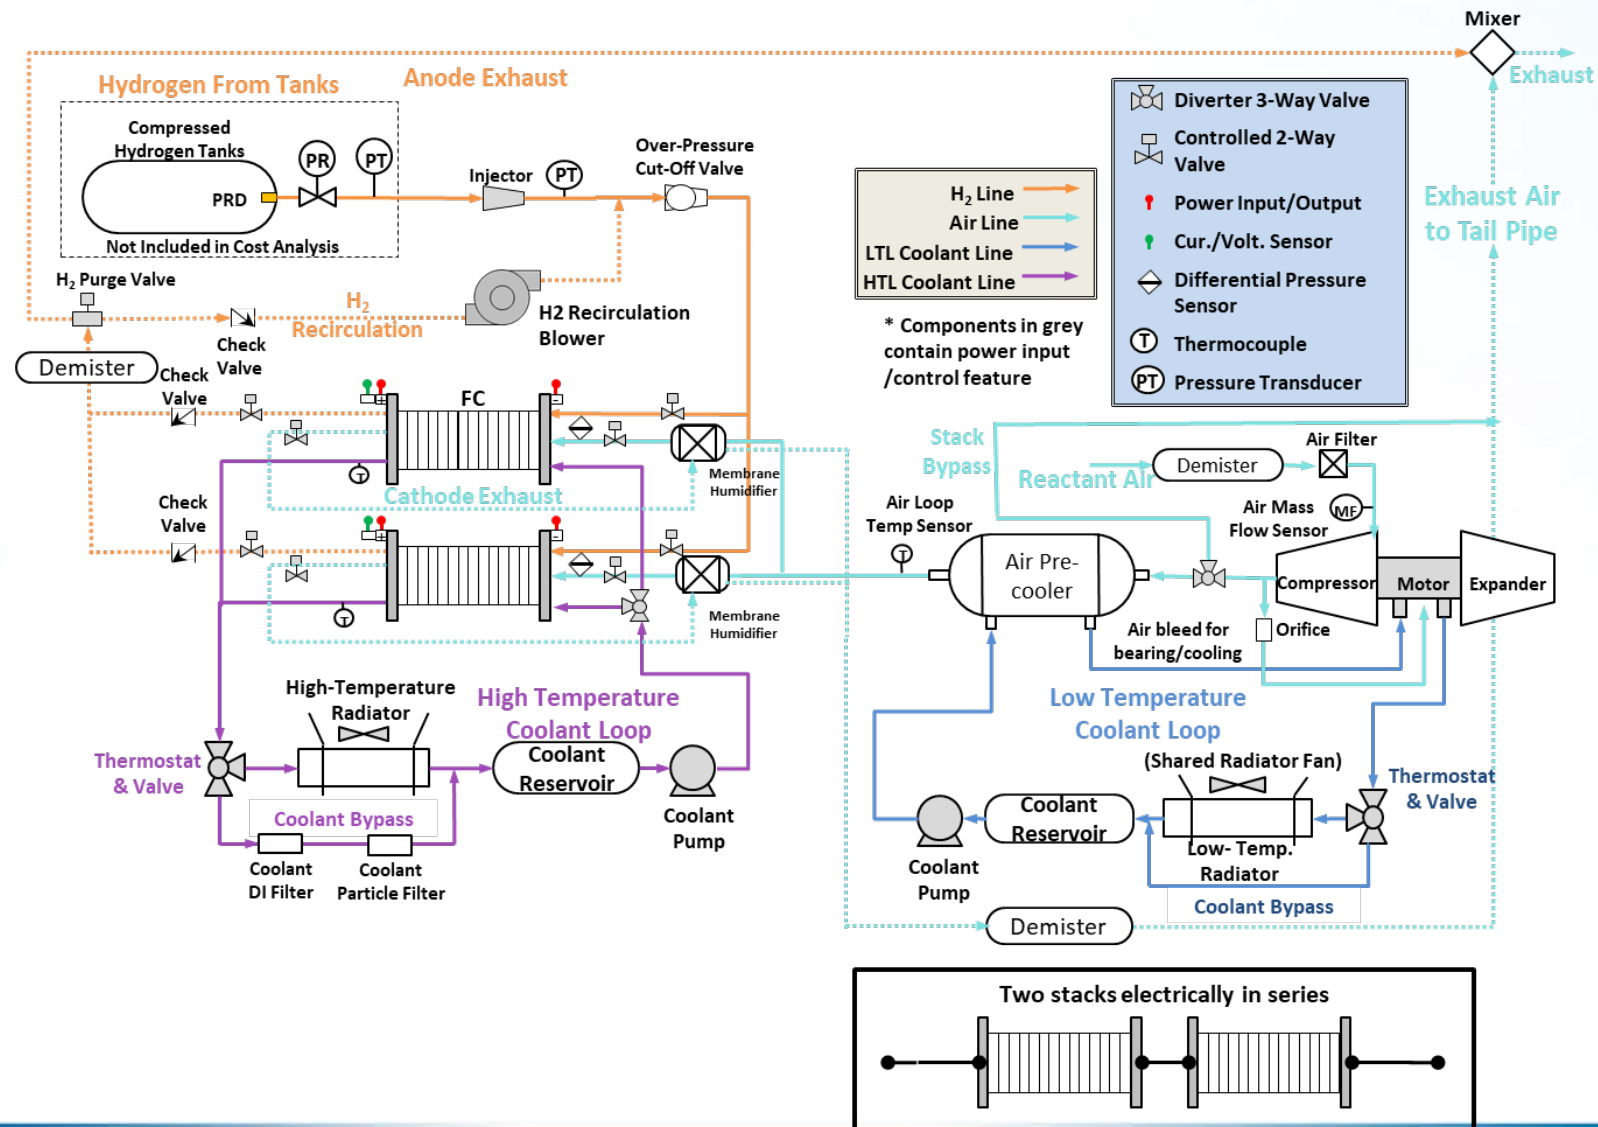 Mixer
Exhaust
Hydrogen From Tanks
Anode Exhaust
Compressed
Hydrogen Tanks
PRD
PR
PT
Not Included in Cost Analysis
Injector
PT
Over-Pressure
Cut-Off Valve
H2 Purge Valve
H2
Recirculation
Check
Valve
H2 Recirculation
Blower
Demister
Check
Valve
FC
+
-
T
Cathode Exhaust
Membrane
Humidifier
Check
Valve
+
-
T
Membrane
Humidifier
H2 Line
Air Line
LTL Coolant Line
HTL Coolant Line
* Components in grey
contain power input
/control feature
Diverter 3-Way Valve
Controlled 2-Way
Valve
Power Input/Output
Cur./Volt. Sensor
Differential Pressure
Sensor
T
Thermocouple
PT
Pressure Transducer
Exhaust Air
to Tail Pipe
Stack
Bypass
Reactant Air
Demister
Air Filter
Air Loop
Temp Sensor
T
Air Mass
Flow Sensor
MF
Air Pre-
cooler
Compressor
Motor
Expander
Air bleed for
bearing/cooling
Orifice
High-Temperature
Radiator
High Temperature
Coolant Loop
Thermostat
& Valve
Coolant
Reservoir
Coolant
Pump
Coolant Bypass
Coolant
DI Filter
Coolant
Particle Filter
Low Temperature
Coolant Loop
(Shared Radiator Fan)
Thermostat
& Valve
Coolant
Reservoir
Low- Temp.
Radiator
Coolant
Pump
Coolant Bypass
Demister
Two stacks electrically in series